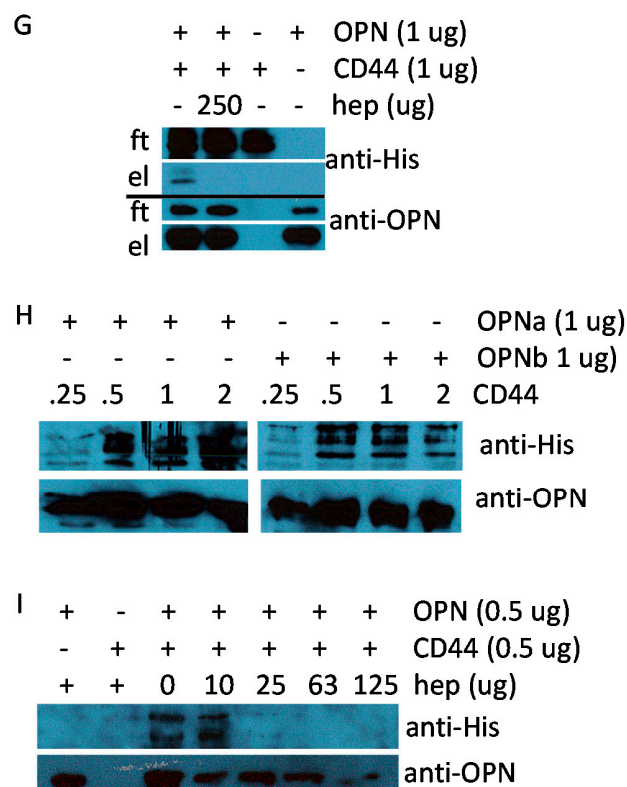 G
+ + - + OPN (1 ug)
+ + + - CD44 (1 ug)
- 250 - - hep (ug)
ft
anti-His
el
ft
anti-OPN
el
H
+ + + + - - - - OPNa (1 ug)
- - - - + + + + OPNb 1 ug)
.25 .5 1 2 .25 .5 1 2 CD44
anti-His
anti-OPN
I
+ - + + + + + OPN (0.5 ug)
- + + + + + + CD44 (0.5 ug)
+ + 0 10 25 63 125 hep (ug)
anti-His
anti-OPN